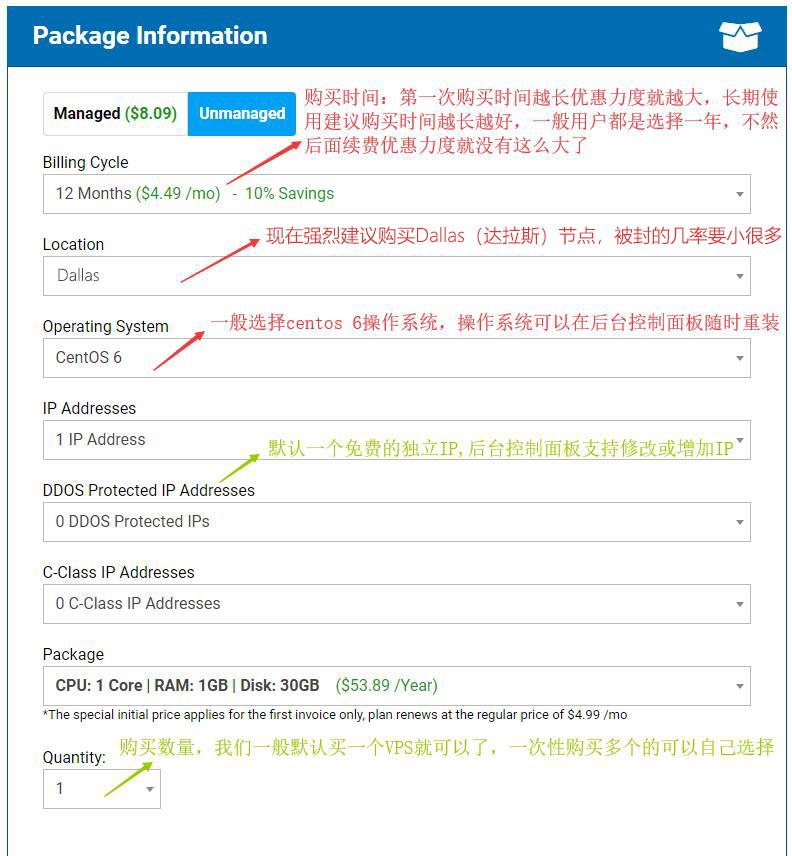 Package Information
Managed ($8.09) Unmanaged
购买时间：第一次购买时间越长优惠力度就越大，长期使
用建议购买时间越长越好，一般用户都是选择一年，不然
后面续费优惠力度就没有这么大了
Billing Cycle
12 Months ($4.49 /mo) - 10% Savings
现在强烈建议购买Dallas（达拉斯）节点，被封的几率要小很多
Location
Dallas
一般选择centos 6操作系统，操作系统可以在后台控制面板随时重装
Operating System
CentOS 6
IP Addresses
1 IP Address
默认一个免费的独立IP,后台控制面板支持修改或增加IP
DDOS Protected IP Addresses
0 DDOS Protected IPs
C-Class IP Addresses
0 C-Class IP Addresses
Package
CPU: 1 Core | RAM: 1GB | Disk: 30GB ($53.89 /Year)
*The special initial price applies for the first invoice only, plan renews at the regular price of $4.99 /mo
购买数量，我们一般默认买一个VPS就可以了，一次性购买多个的可以自己选择
Quantity:
1